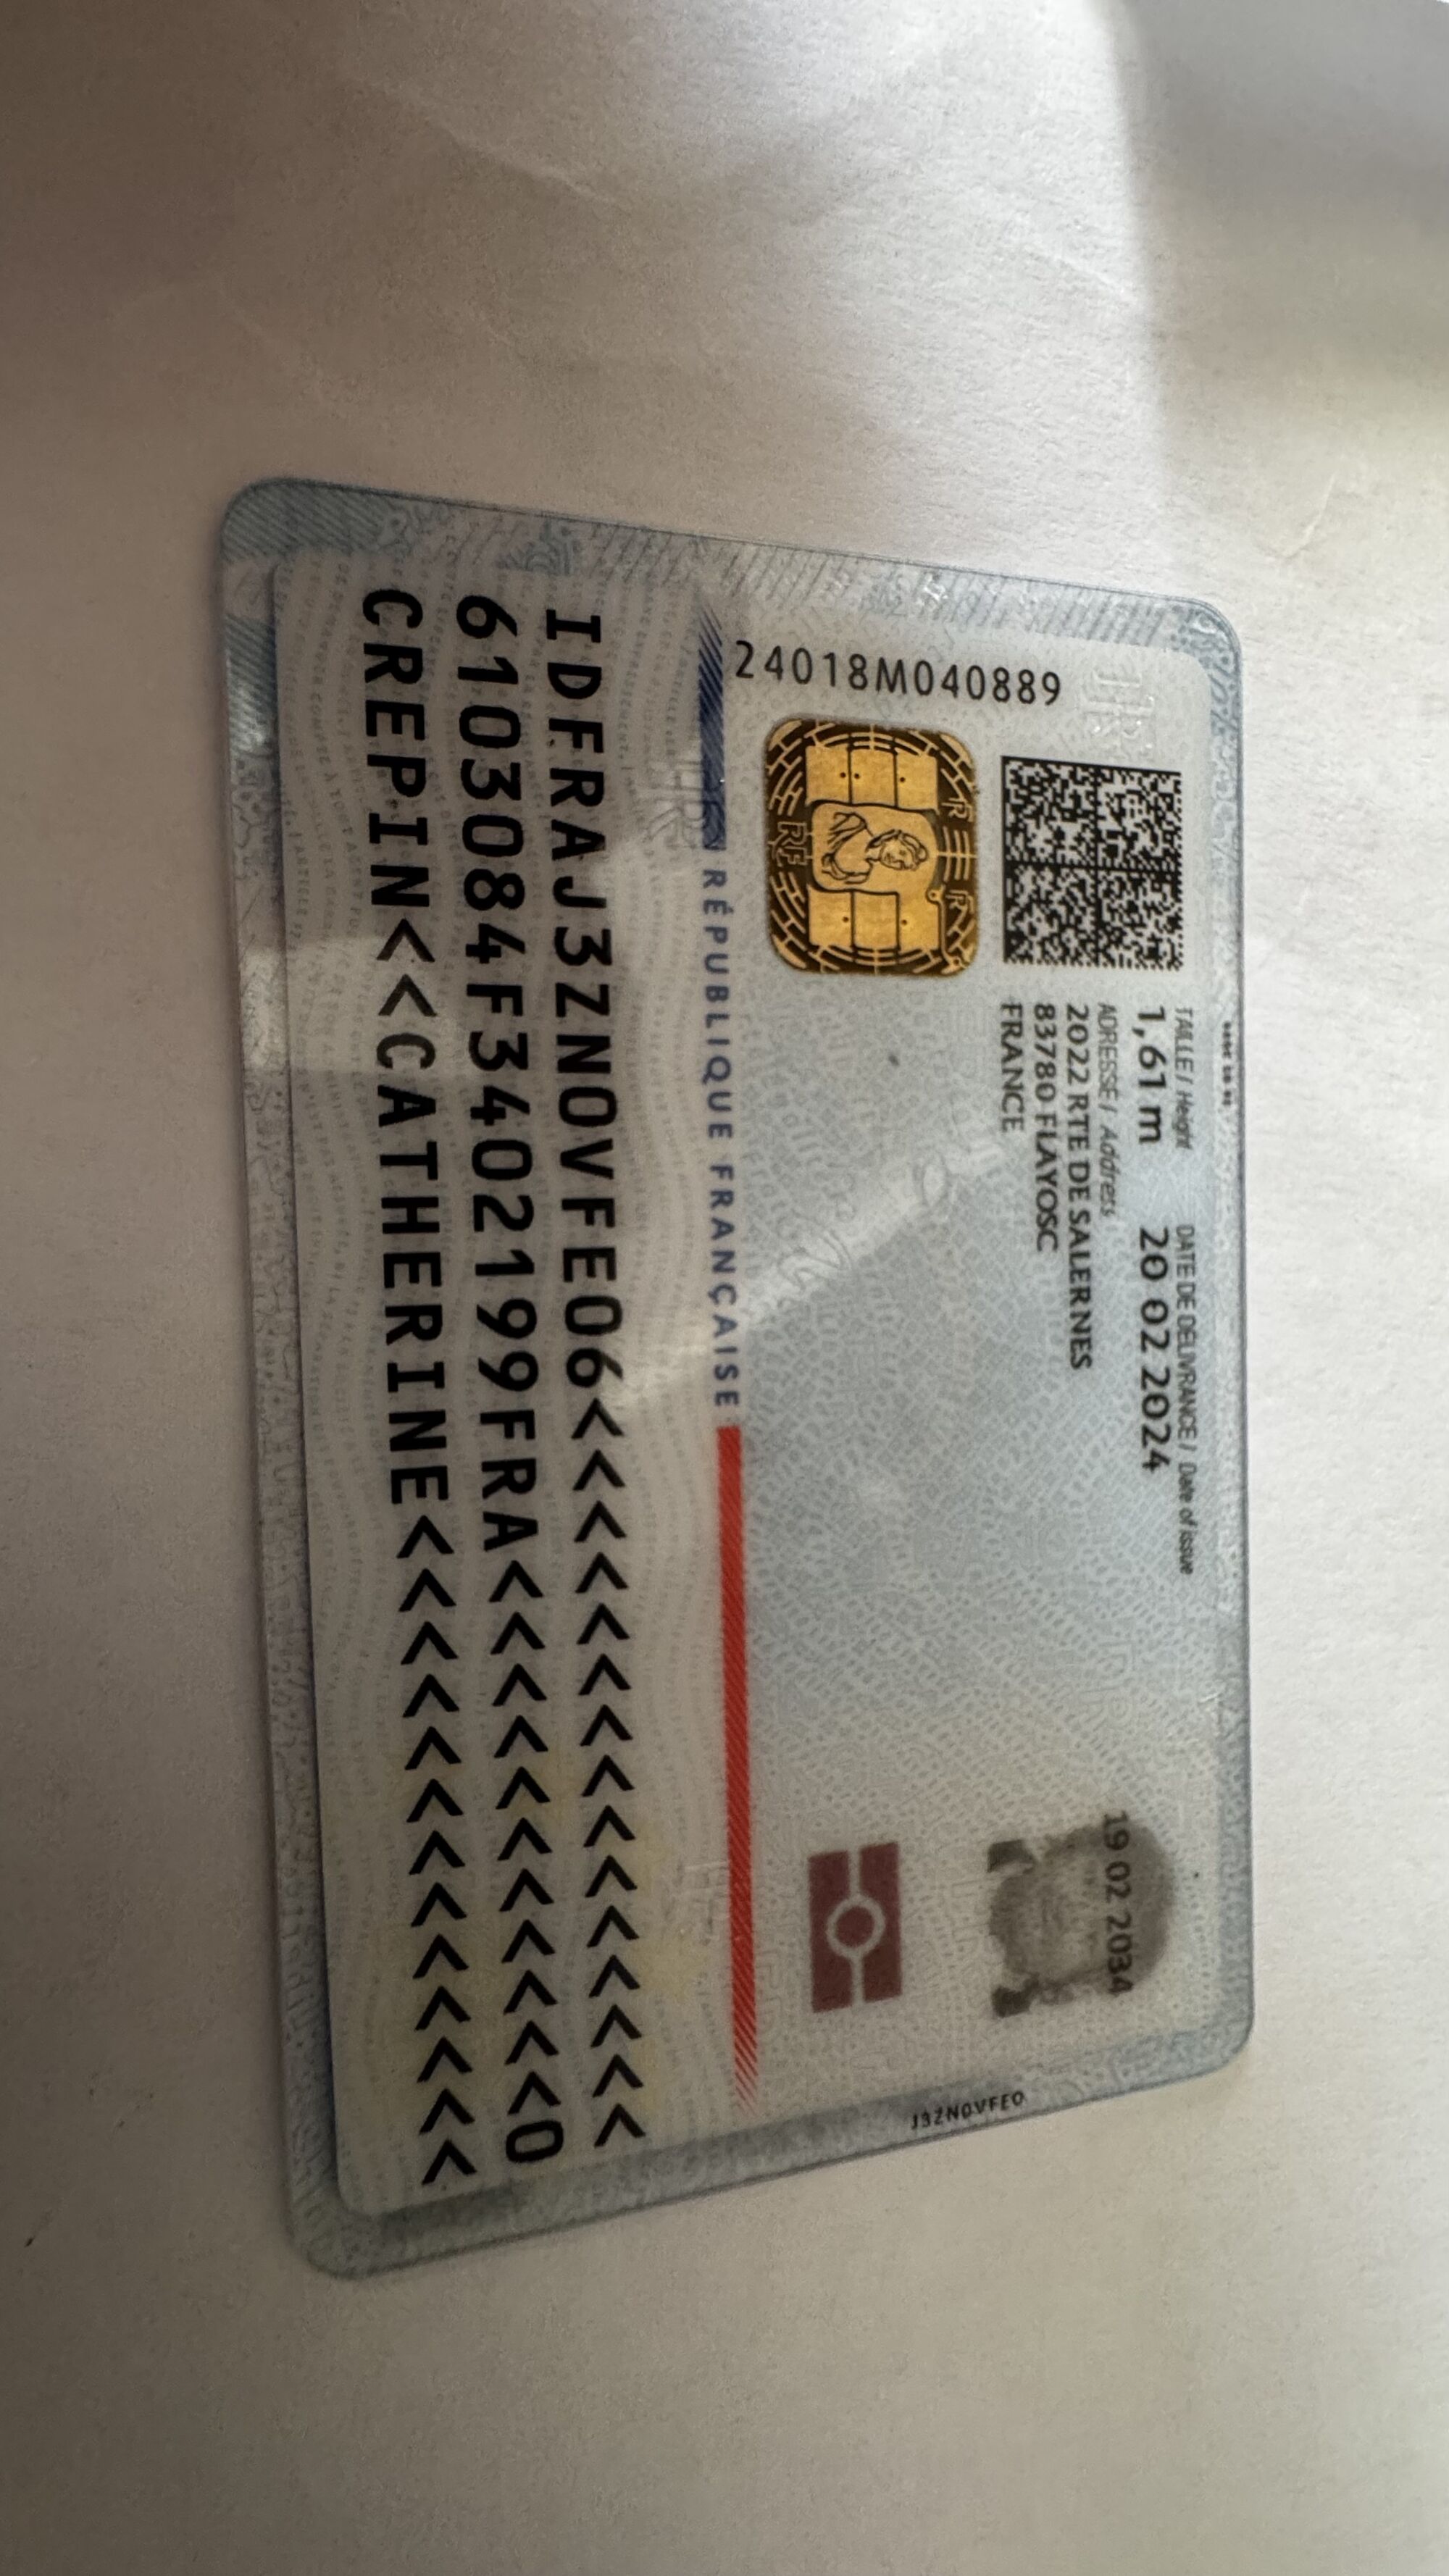 TAILLE / Height
1,61 m
DATE DE DÉLIVRANCE / Date of issue
20 02 2024
ADRESSE / Address
2022 RTE DE SALERNES
83780 FLAYOSC
FRANCE
19 02 2034
24018M040889
J3ZN0VFE0
RÉPUBLIQUE FRANÇAISE
IDFRAJ3ZN0VFE06<<<<<<<<<<<<<<<
6103084F3402199FRA<<<<<<<<<<<0
CREPIN<<CATHERINE<<<<<<<<<<<<<